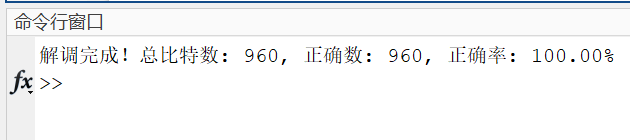 命令行窗口
解调完成！总比特数: 960, 正确数: 960, 正确率: 100.00%
fx >>